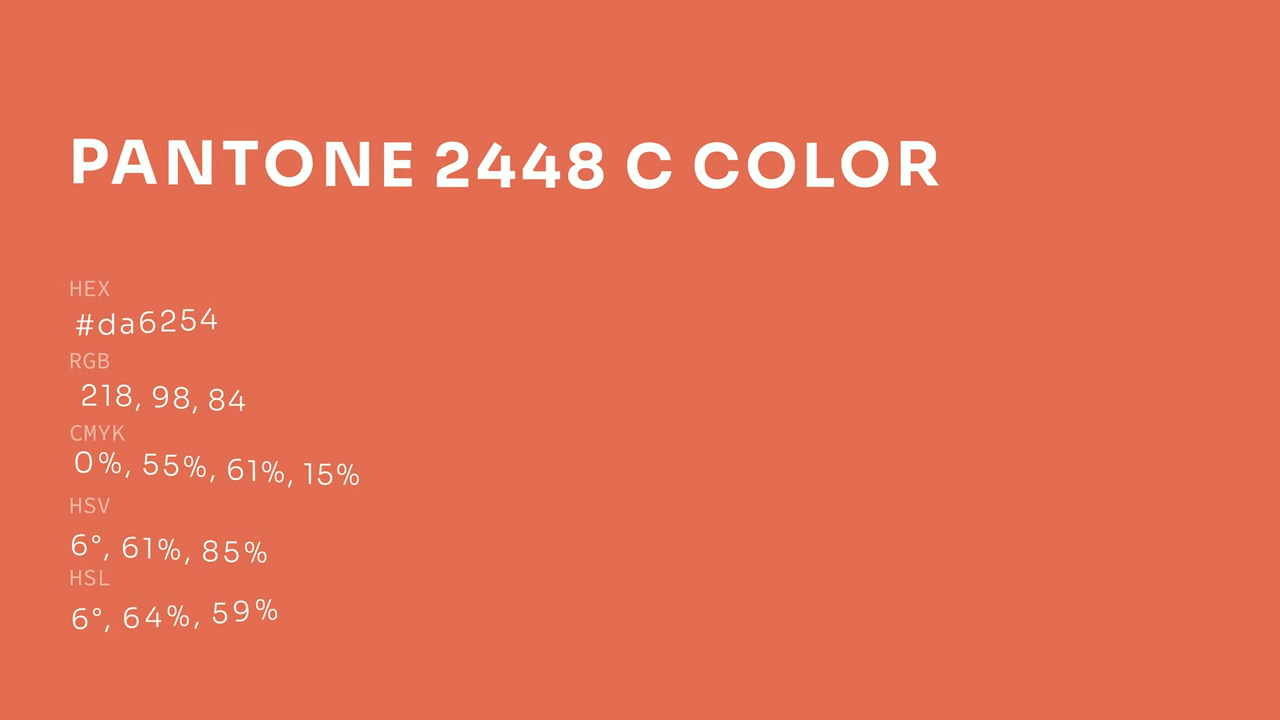 PANTONE 2448 C COLOR
HEX
#da6254
RGB
218, 98, 84
CMYK
0%, 55%, 61%, 15%
HSV
6°, 61%, 85%
HSL
6°, 64%, 59%